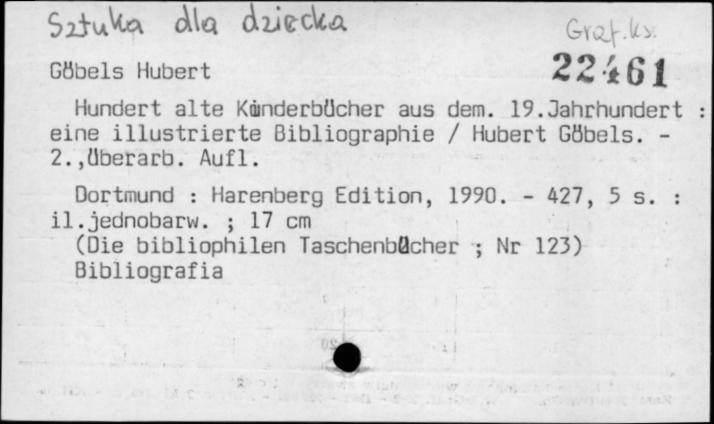 Sztuka dla dziecka
Graf. ks.
22461
Göbels Hubert
Hundert alte Kinderbücher aus dem. 19.Jahrhundert :
eine illustrierte Bibliographie / Hubert Göbels. -
2.,überarb. Aufl.
Dortmund : Harenberg Edition, 1990. - 427, 5 s. :
il.jednobarw. ; 17 cm
(Die bibliophilen Taschenbücher ; Nr 123)
Bibliografia